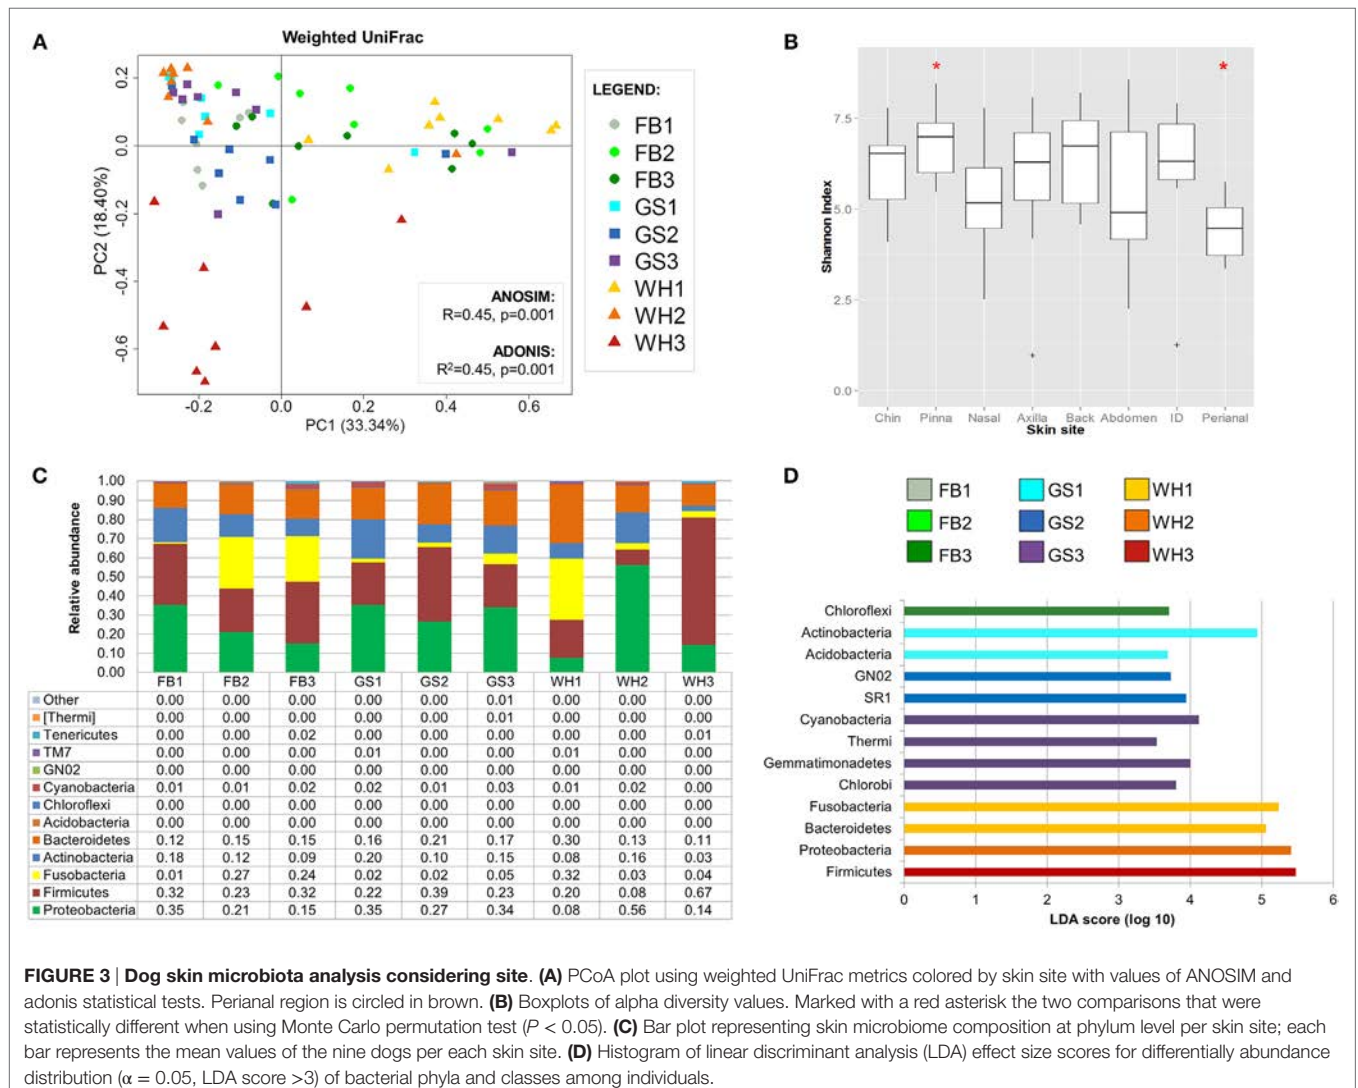 A
Weighted UniFrac
0.2
0.0
-0.2
-0.4
-0.6
PC2 (18.40%)
-0.2 0.0 0.2 0.4 0.6
PC1 (33.34%)
ANOSIM:
R=0.45, p=0.001
ADONIS:
R²=0.45, p=0.001
LEGEND:
FB1
FB2
FB3
GS1
GS2
GS3
WH1
WH2
WH3
B
* *
7.5
5.0
2.5
0.0
Shannon Index
Chin Pinna Nasal Axilla Back Abdomen ID Perianal
Skin site
C
1.00
0.90
0.80
0.70
0.60
0.50
0.40
0.30
0.20
0.10
0.00
Relative abundance
FB1 FB2 FB3 GS1 GS2 GS3 WH1 WH2 WH3
Other 0.00 0.00 0.00 0.00 0.00 0.01 0.00 0.00 0.00
[Thermi] 0.00 0.00 0.00 0.00 0.00 0.01 0.00 0.00 0.00
Tenericutes 0.00 0.00 0.02 0.00 0.00 0.00 0.00 0.00 0.01
TM7 0.00 0.00 0.00 0.01 0.00 0.00 0.01 0.00 0.00
GN02 0.00 0.00 0.00 0.00 0.00 0.00 0.00 0.00 0.00
Cyanobacteria 0.01 0.01 0.02 0.02 0.01 0.03 0.01 0.02 0.00
Chloroflexi 0.00 0.00 0.00 0.00 0.00 0.00 0.00 0.00 0.00
Acidobacteria 0.00 0.00 0.00 0.00 0.00 0.00 0.00 0.00 0.00
Bacteroidetes 0.12 0.15 0.15 0.16 0.21 0.17 0.30 0.13 0.11
Actinobacteria 0.18 0.12 0.09 0.20 0.10 0.15 0.08 0.16 0.03
Fusobacteria 0.01 0.27 0.24 0.02 0.02 0.05 0.32 0.03 0.04
Firmicutes 0.32 0.23 0.32 0.22 0.39 0.23 0.20 0.08 0.67
Proteobacteria 0.35 0.21 0.15 0.35 0.27 0.34 0.08 0.56 0.14
D
FB1 GS1 WH1
FB2 GS2 WH2
FB3 GS3 WH3
Chloroflexi
Actinobacteria
Acidobacteria
GN02
SR1
Cyanobacteria
Thermi
Gemmatimonadetes
Chlorobi
Fusobacteria
Bacteroidetes
Proteobacteria
Firmicutes
0 1 2 3 4 5 6
LDA score (log 10)
FIGURE 3 | Dog skin microbiota analysis considering site. (A) PCoA plot using weighted UniFrac metrics colored by skin site with values of ANOSIM and
adonis statistical tests. Perianal region is circled in brown. (B) Boxplots of alpha diversity values. Marked with a red asterisk the two comparisons that were
statistically different when using Monte Carlo permutation test (P < 0.05). (C) Bar plot representing skin microbiome composition at phylum level per skin site; each
bar represents the mean values of the nine dogs per each skin site. (D) Histogram of linear discriminant analysis (LDA) effect size scores for differentially abundance
distribution (α = 0.05, LDA score >3) of bacterial phyla and classes among individuals.